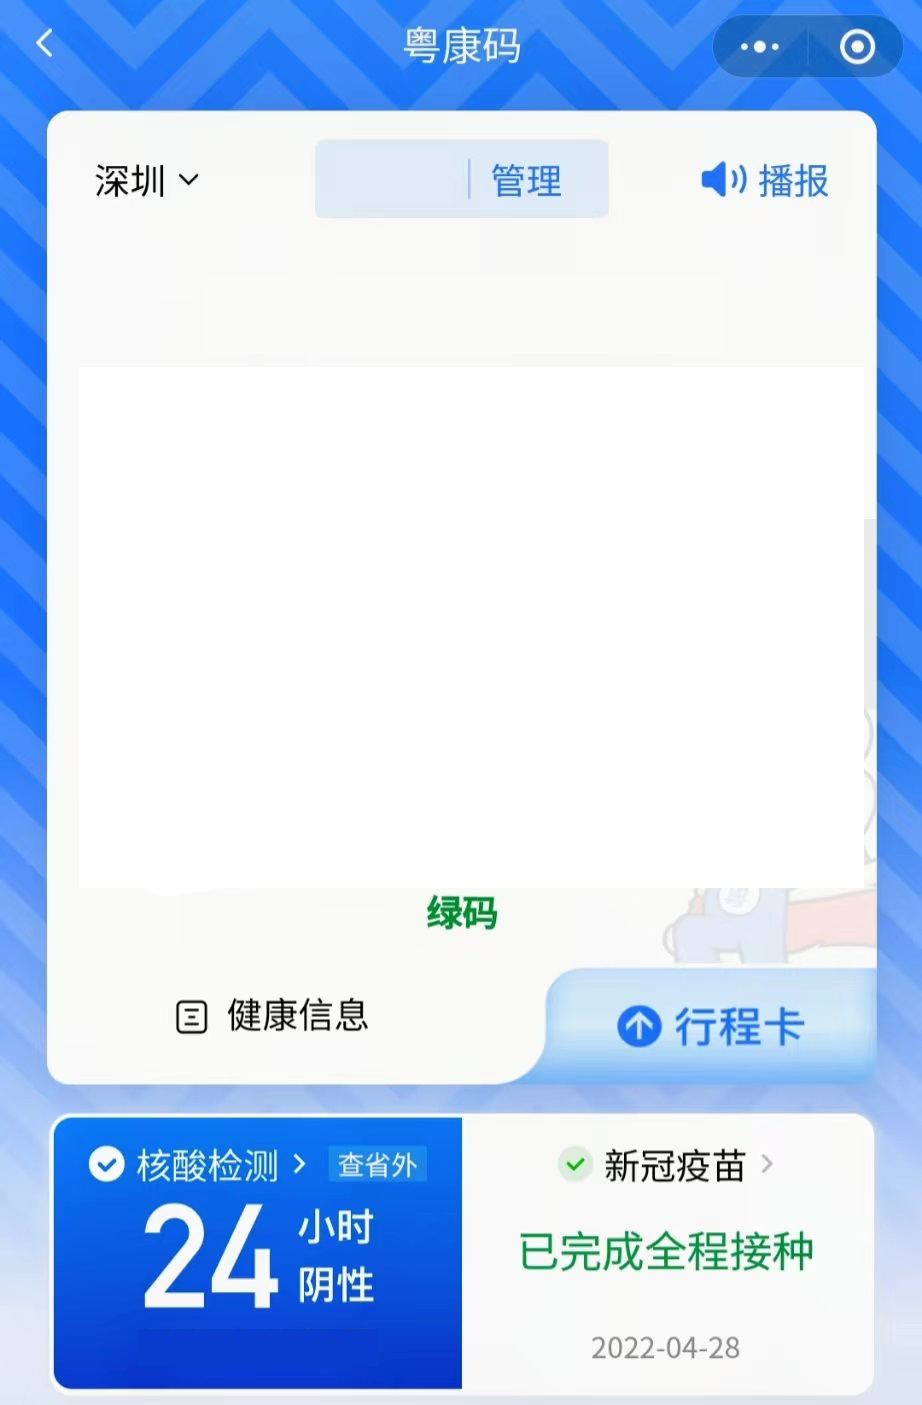 粤康码
深圳
管理
播报
绿码
健康信息
行程卡
核酸检测
查省外
24
小时
阴性
新冠疫苗
已完成全程接种
2022-04-28